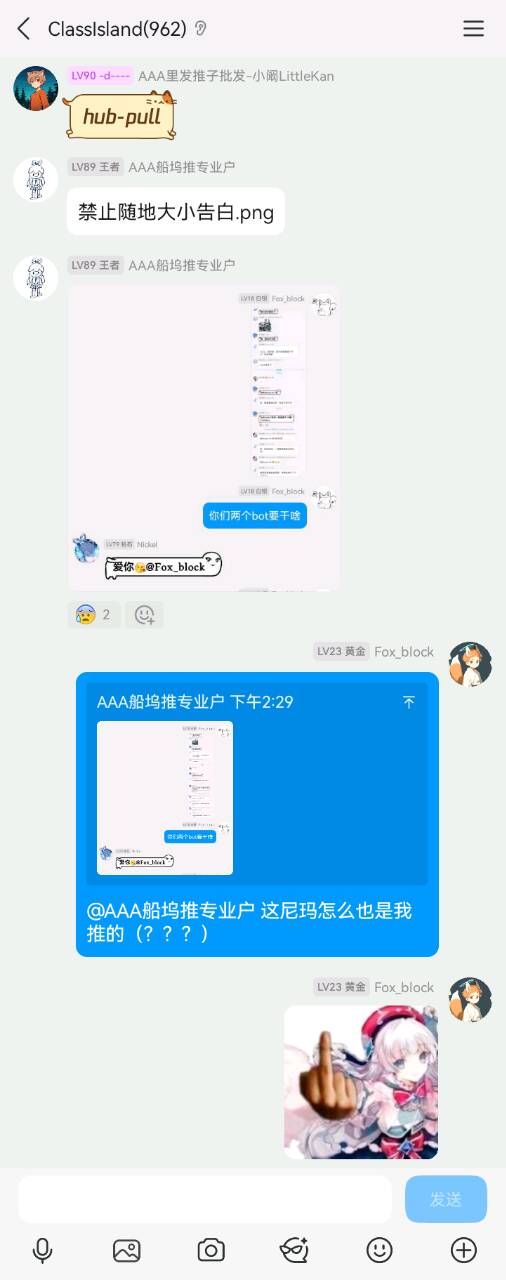 ClassIsland(962)
LV90 -d---- AAA里发推子批发-小阚LittleKan
hub-pull
LV89 王者 AAA船坞推专业户
禁止随地大小告白.png
LV89 王者 AAA船坞推专业户
LV18 白银 Fox_block
LV18 白银 Fox_block
你们两个bot要干啥
LV79 钻石 Nickel
爱你😘@Fox_block
😰 2
LV23 黄金 Fox_block
AAA船坞推专业户 下午2:29
你们两个bot要干啥
爱你😘@Fox_block
@AAA船坞推专业户 这尼玛怎么也是我
推的（？？？）
LV23 黄金 Fox_block
发送